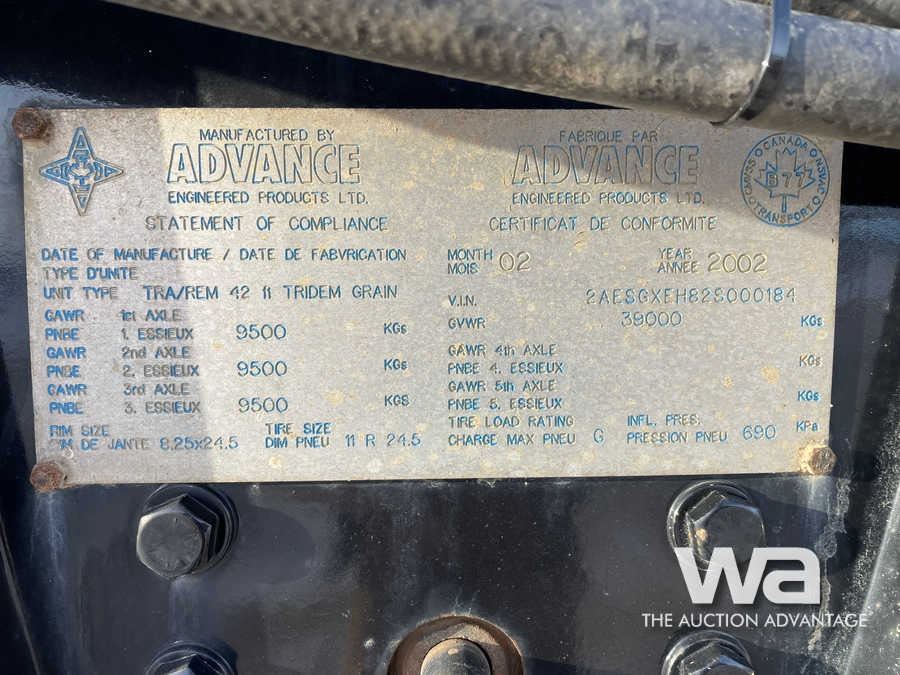 MANUFACTURED BY
ADVANCE
ENGINEERED PRODUCTS LTD.
STATEMENT OF COMPLIANCE
FABRIQUE PAR
ADVANCE
ENGINEERED PRODUCTS LTD.
CERTIFICAT DE CONFORMITE
CANADA
677
TRANSPORT
DATE OF MANUFACTURE / DATE DE FABVRICATION
MONTH
MOIS 02
YEAR
ANNEE 2002
TYPE D'UNITE
UNIT TYPE TRA/REM 42 ft TRIDEM GRAIN
V.I.N. 2AESGXEH82S000184
GAWR 1st AXLE
PNBE 1. ESSIEUX 9500 KGs
GVWR 39000 KGs
GAWR 2nd AXLE
PNBE 2. ESSIEUX 9500 KGs
GAWR 4th AXLE KGs
PNBE 4. ESSIEUX
GAWR 3rd AXLE
PNBE 3. ESSIEUX 9500 KGS
GAWR 5th AXLE
PNBE 5. ESSIEUX KGs
RIM SIZE
DIM. DE JANTE 8.25x24.5
TIRE SIZE
DIM PNEU 11 R 24.5
TIRE LOAD RATING
CHARGE MAX PNEU G
INFL. PRES.
PRESSION PNEU 690 KPa
wa
THE AUCTION ADVANTAGE